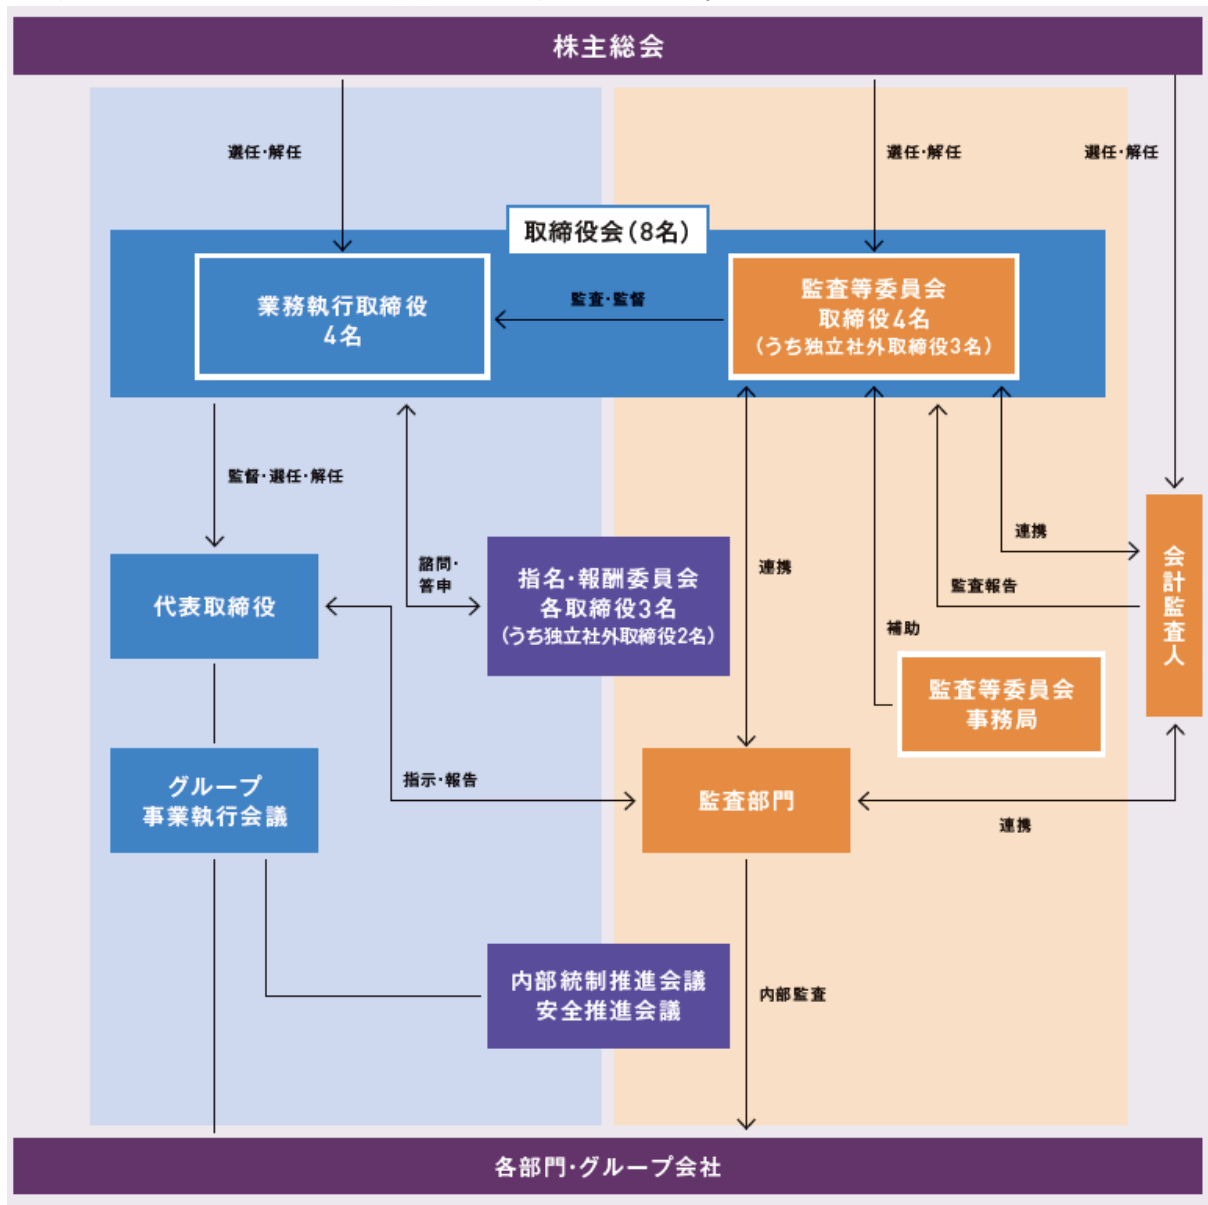 株主総会
選任・解任
選任・解任
選任・解任
取締役会(8名)
業務執行取締役
4名
監査・監督
監査等委員会
取締役4名
(うち独立社外取締役3名)
監督・選任・解任
諮問・
答申
指名・報酬委員会
各取締役3名
(うち独立社外取締役2名)
連携
連携
監査報告
補助
会計監査人
代表取締役
監査等委員会
事務局
グループ
事業執行会議
指示・報告
監査部門
連携
内部統制推進会議
安全推進会議
内部監査
各部門・グループ会社